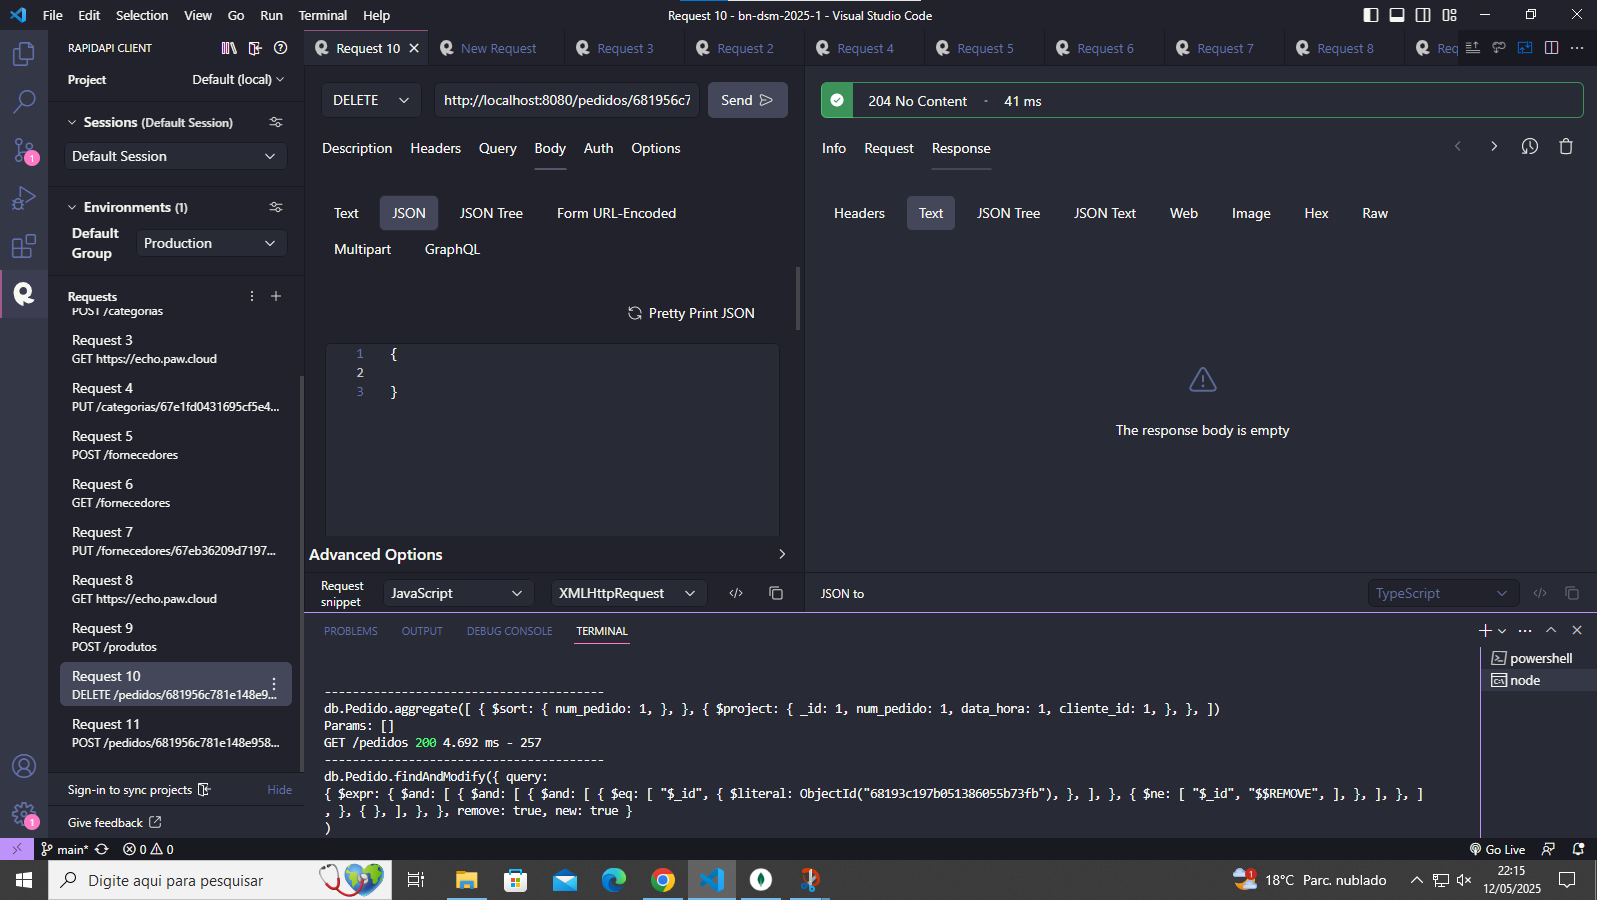 File Edit Selection View Go Run Terminal Help
Request 10 - bn-dsm-2025-1 - Visual Studio Code
RAPIDAPI CLIENT
Project Default (local)
Sessions (Default Session)
Default Session
Environments (1)
Default Group
Production
Requests
POST /categorias
Request 3
GET https://echo.paw.cloud
Request 4
PUT /categorias/67e1fd0431695cf5e4...
Request 5
POST /fornecedores
Request 6
GET /fornecedores
Request 7
PUT /fornecedores/67eb36209d7197...
Request 8
GET https://echo.paw.cloud
Request 9
POST /produtos
Request 10
DELETE /pedidos/681956c781e148e9...
Request 11
POST /pedidos/681956c781e148e958...
Sign-in to sync projects Hide
Give feedback
Request 10 New Request Request 3 Request 2 Request 4 Request 5 Request 6 Request 7 Request 8 Req
DELETE http://localhost:8080/pedidos/681956c7 Send
Description Headers Query Body Auth Options
Text JSON JSON Tree Form URL-Encoded
Multipart GraphQL
Pretty Print JSON
1 {
2
3 }
Advanced Options
Request snippet JavaScript XMLHttpRequest
204 No Content - 41 ms
Info Request Response
Headers Text JSON Tree JSON Text Web Image Hex Raw
The response body is empty
JSON to TypeScript
PROBLEMS OUTPUT DEBUG CONSOLE TERMINAL
powershell
node
----------------------------------------
db.Pedido.aggregate([ { $sort: { num_pedido: 1, }, }, { $project: { _id: 1, num_pedido: 1, data_hora: 1, cliente_id: 1, }, }, ])
Params: []
GET /pedidos 200 4.692 ms - 257
----------------------------------------
db.Pedido.findAndModify({ query:
{ $expr: { $and: [ { $and: [ { $and: [ { $eq: [ "$_id", { $literal: ObjectId("68193c197b051386055b73fb"), }, ], }, { $ne: [ "$_id", "$$REMOVE", ], }, ], }, ]
, }, { }, ], }, }, remove: true, new: true }
)
main* 0 0 Go Live
Digite aqui para pesquisar
1 18°C Parc. nublado
22:15
12/05/2025